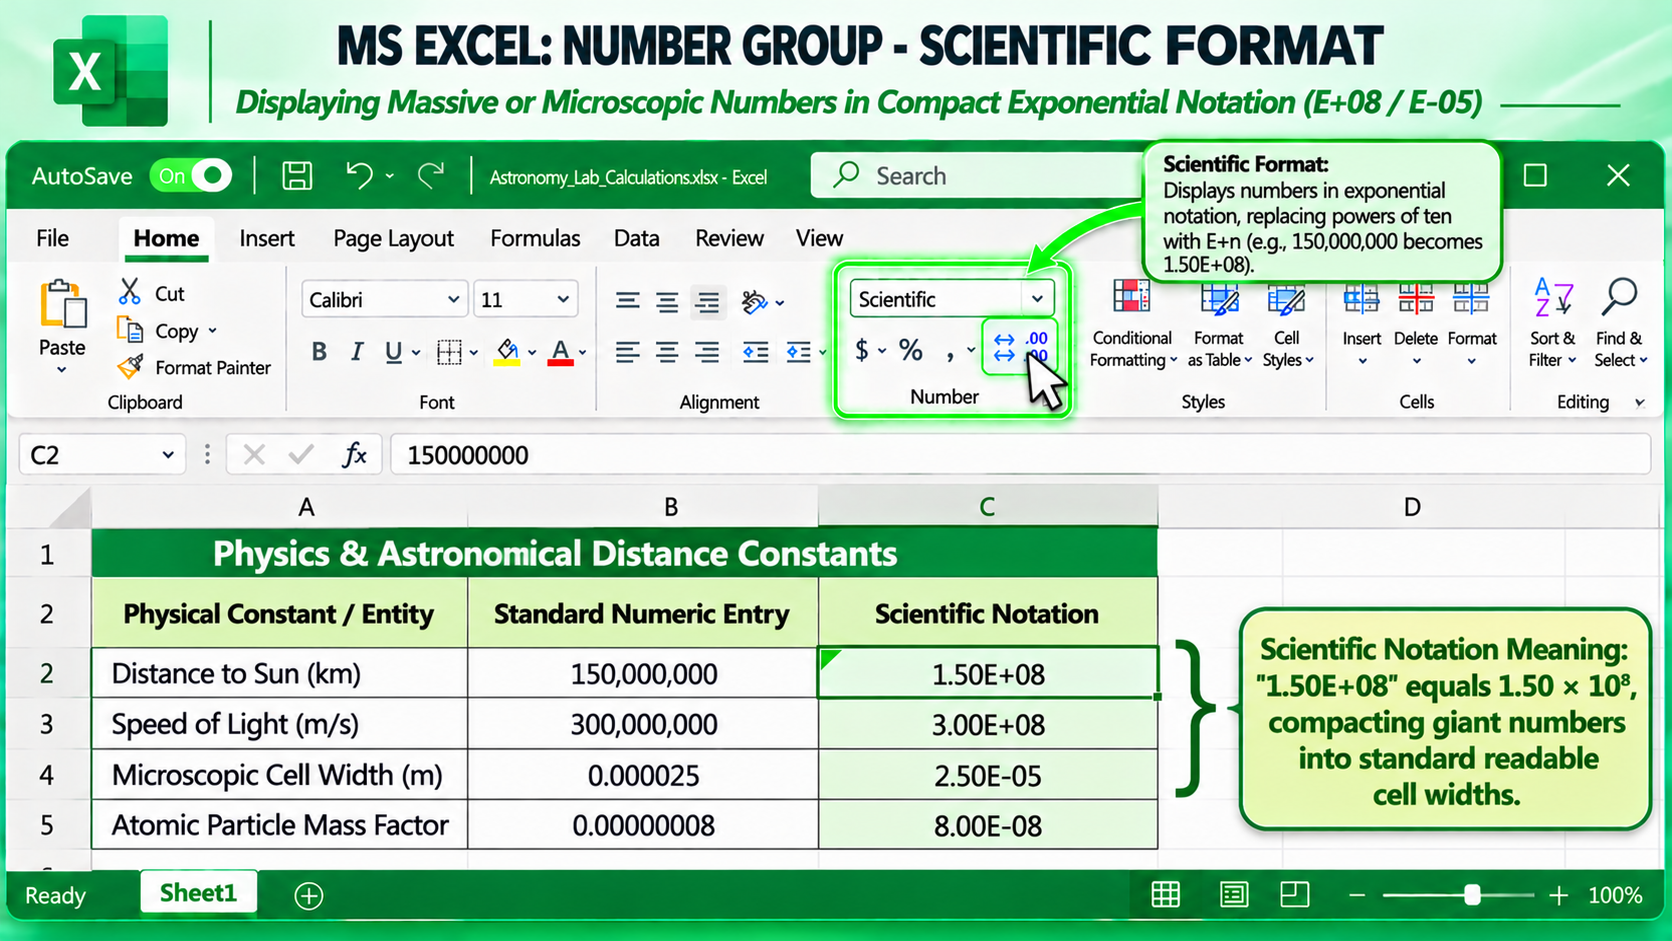 X
MS EXCEL: NUMBER GROUP - SCIENTIFIC FORMAT
Displaying Massive or Microscopic Numbers in Compact Exponential Notation (E+08 / E-05)
AutoSave On Astronomy_Lab_Calculations.xlsx - Excel Search
Scientific Format:
Displays numbers in exponential
notation, replacing powers of ten
with E+n (e.g., 150,000,000 becomes
1.50E+08).
File Home Insert Page Layout Formulas Data Review View
Paste
Cut
Copy
Format Painter
Clipboard
Calibri 11
B I U A
Font
Alignment
Scientific
$ % , .00
.00
Number
Conditional
Formatting
Format
as Table
Cell
Styles
Styles
Insert Delete Format
Cells
A
Z
Sort &
Filter
Find &
Select
Editing
C2 fx 150000000
A B C D
1 Physics & Astronomical Distance Constants
2 Physical Constant / Entity Standard Numeric Entry Scientific Notation
2 Distance to Sun (km) 150,000,000 1.50E+08
3 Speed of Light (m/s) 300,000,000 3.00E+08
4 Microscopic Cell Width (m) 0.000025 2.50E-05
5 Atomic Particle Mass Factor 0.00000008 8.00E-08
Scientific Notation Meaning:
"1.50E+08" equals 1.50 × 10⁸,
compacting giant numbers
into standard readable
cell widths.
Ready Sheet1 100%